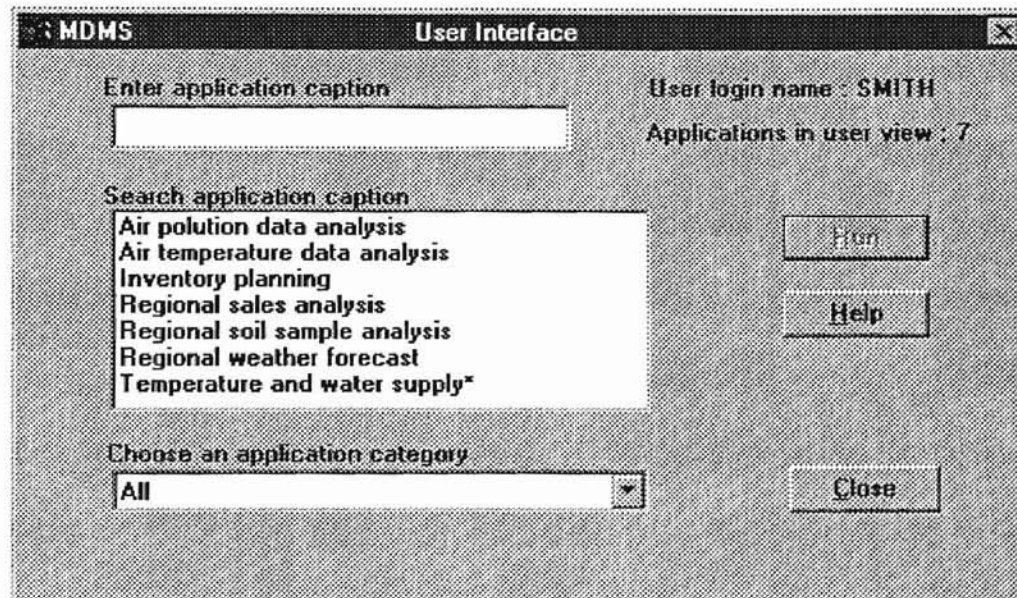 MDMS User Interface
Enter application caption
User login name : SMITH
Applications in user view : 7
Search application caption
Air polution data analysis
Air temperature data analysis
Inventory planning
Regional sales analysis
Regional soil sample analysis
Regional weather forecast
Temperature and water supply*
Run
Help
Choose an application category
All
Close